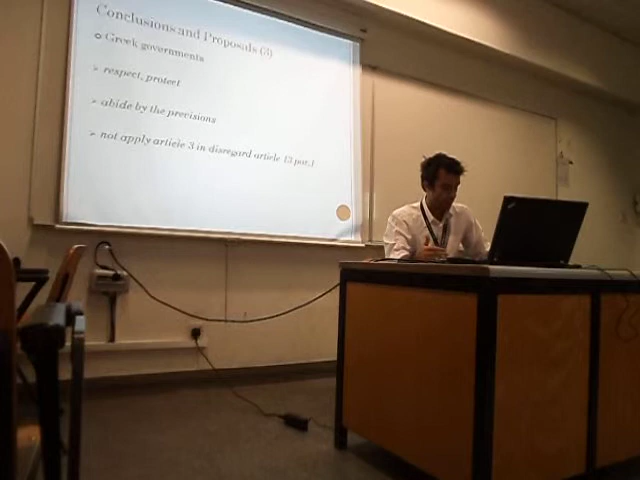 Conclusions and Proposals (3)
Greek governments
respect, protect
abide by the precisions
not apply article 3 in disregard article 13 par.1